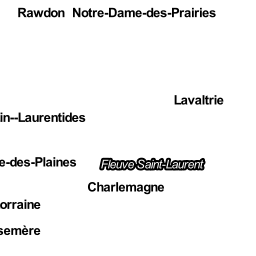 Rawdon Notre-Dame-des-Prairies
Lavaltrie
in--Laurentides
e-des-Plaines
Fleuve Saint-Laurent
Charlemagne
orraine
semère